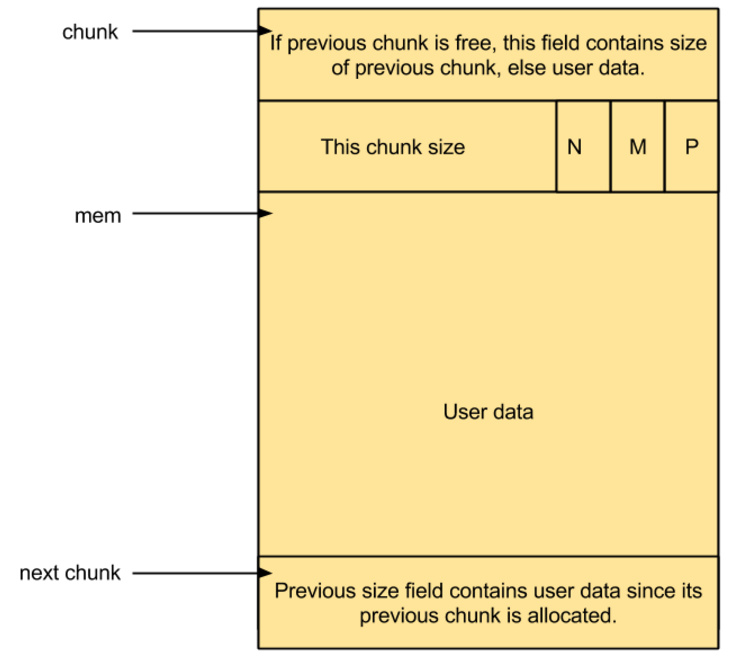 chunk
If previous chunk is free, this field contains size
of previous chunk, else user data.
This chunk size
N
M
P
mem
User data
next chunk
Previous size field contains user data since its
previous chunk is allocated.